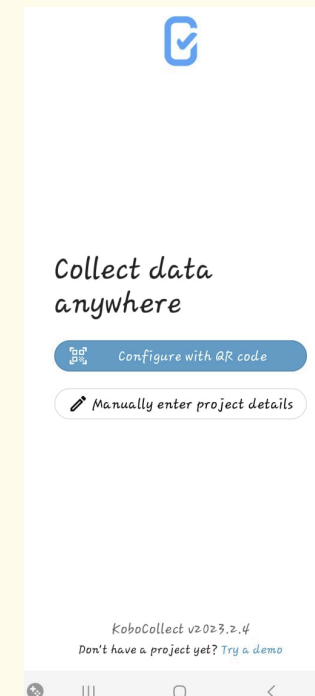 Collect data
anywhere
Configure with QR code
Manually enter project details
KoboCollect v2023.2.4
Don't have a project yet? Try a demo